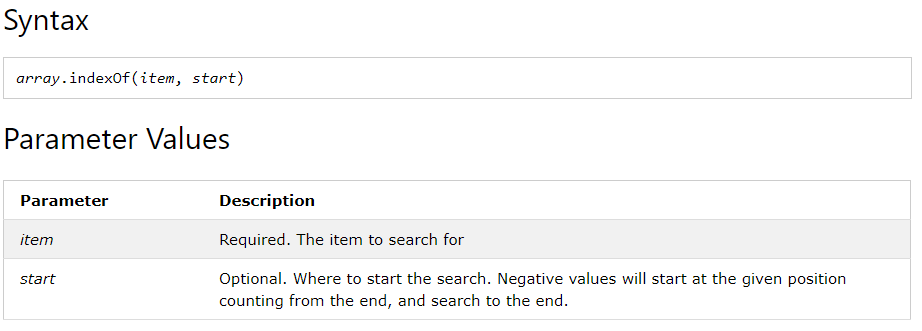 Syntax
array.indexOf(item, start)
Parameter Values
Parameter Description
item Required. The item to search for
start Optional. Where to start the search. Negative values will start at the given position
counting from the end, and search to the end.